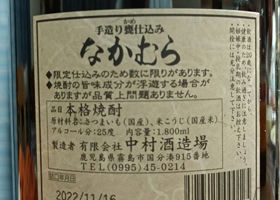 手造り甕仕込み
かめ
なかむら
●限定仕込みのため数に限りがあります。
●焼酎の旨味成分が浮遊する場合が
ありますが品質上問題ありません。
品目 本格焼酎
原材料名 さつまいも(国産)、米こうじ(国産米)
アルコール分:25度 内容量:1.800ml
製造者 有限会社 中村酒造場
鹿児島県霧島市国分湊915番地
TEL(0995)45-0214
詰口年月日
2022/11/16